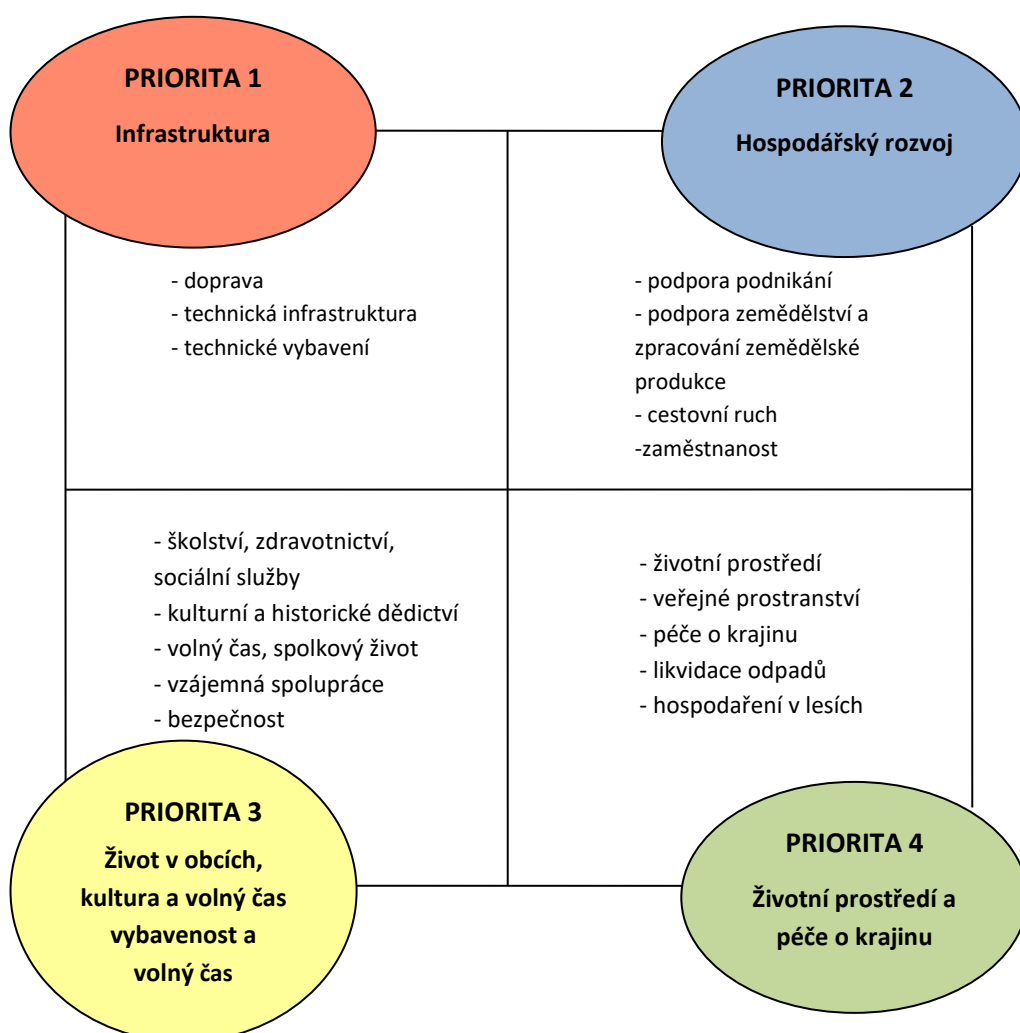 PRIORITA 1
Infrastruktura
PRIORITA 2
Hospodářský rozvoj
- doprava
- technická infrastruktura
- technické vybavení
- podpora podnikání
- podpora zemědělství a
zpracování zemědělské
produkce
- cestovní ruch
-zaměstnanost
- školství, zdravotnictví,
sociální služby
- kulturní a historické dědictví
- volný čas, spolkový život
- vzájemná spolupráce
- bezpečnost
- životní prostředí
- veřejné prostranství
- péče o krajinu
- likvidace odpadů
- hospodaření v lesích
PRIORITA 3
Život v obcích,
kultura a volný čas
vybavenost a
volný čas
PRIORITA 4
Životní prostředí a
péče o krajinu